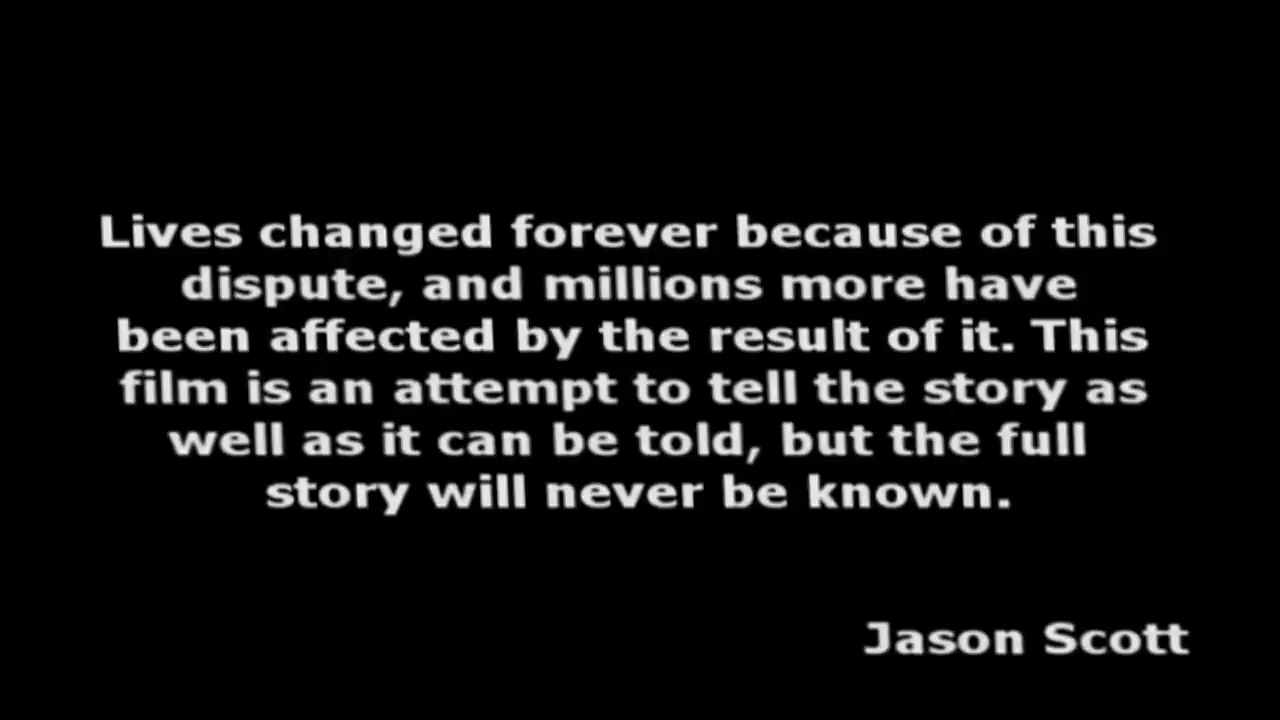 Lives changed forever because of this
dispute, and millions more have
been affected by the result of it. This
film is an attempt to tell the story as
well as it can be told, but the full
story will never be known.
Jason Scott